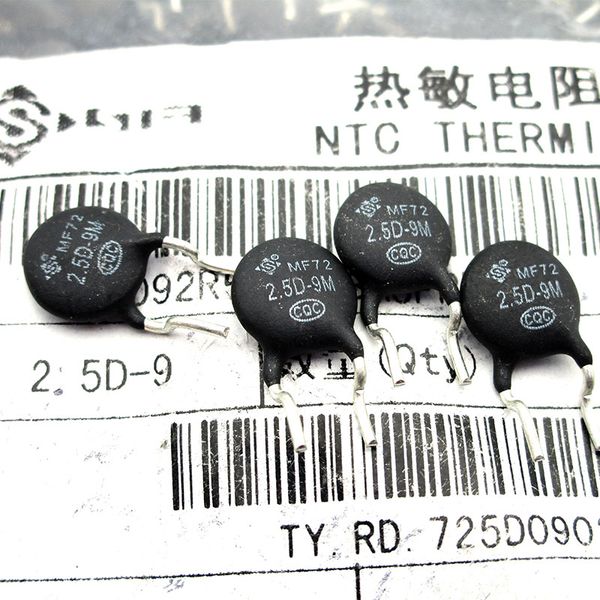 热敏电阻
NTC THERMI
MF72
2.5D-9M
CQC
MF72
2.5D-9M
CQC
MF72
2.5D-9M
CQC
MF72
2.5D-9M
CQC
2.5D-9
(Qty)
TY.RD.725D090